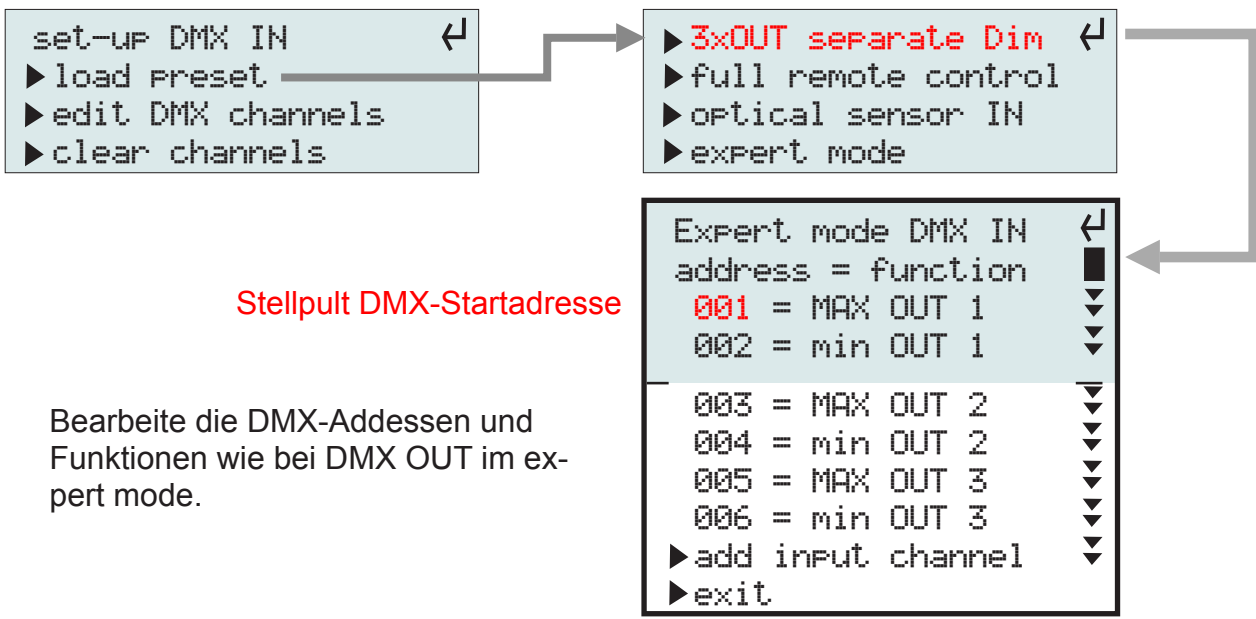 set-up DMX IN
▶load preset
▶edit DMX channels
▶clear channels
▶3xOUT separate Dim
▶full remote control
▶optical sensor IN
▶expert mode
Expert mode DMX IN
address = function
001 = MAX OUT 1
002 = min OUT 1
003 = MAX OUT 2
004 = min OUT 2
005 = MAX OUT 3
006 = min OUT 3
▶add input channel
▶exit
Stellpult DMX-Startadresse
Bearbeite die DMX-Addessen und
Funktionen wie bei DMX OUT im ex-
pert mode.